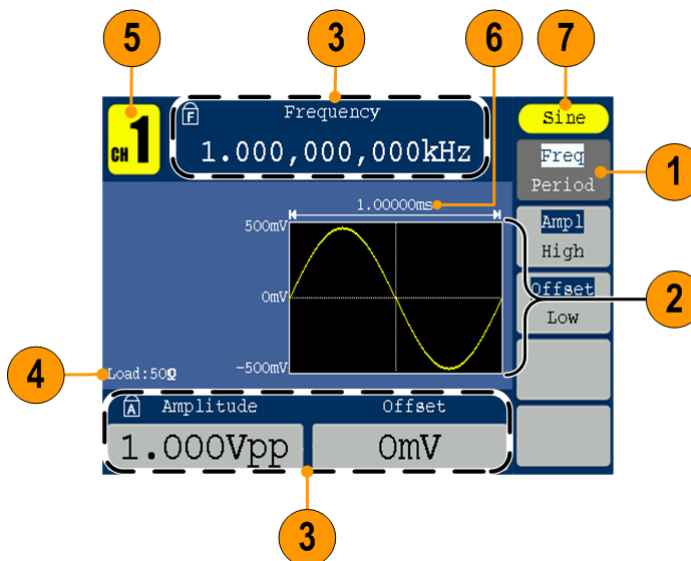 5
3
6
7
F
Frequency
1.000,000,000kHz
CH 1
Sine
Freq
Period
1
1.00000ms
500mV
Ampl
High
0mV
Offset
Low
2
-500mV
4
Load:50Ω
A
Amplitude
Offset
1.000Vpp
0mV
3